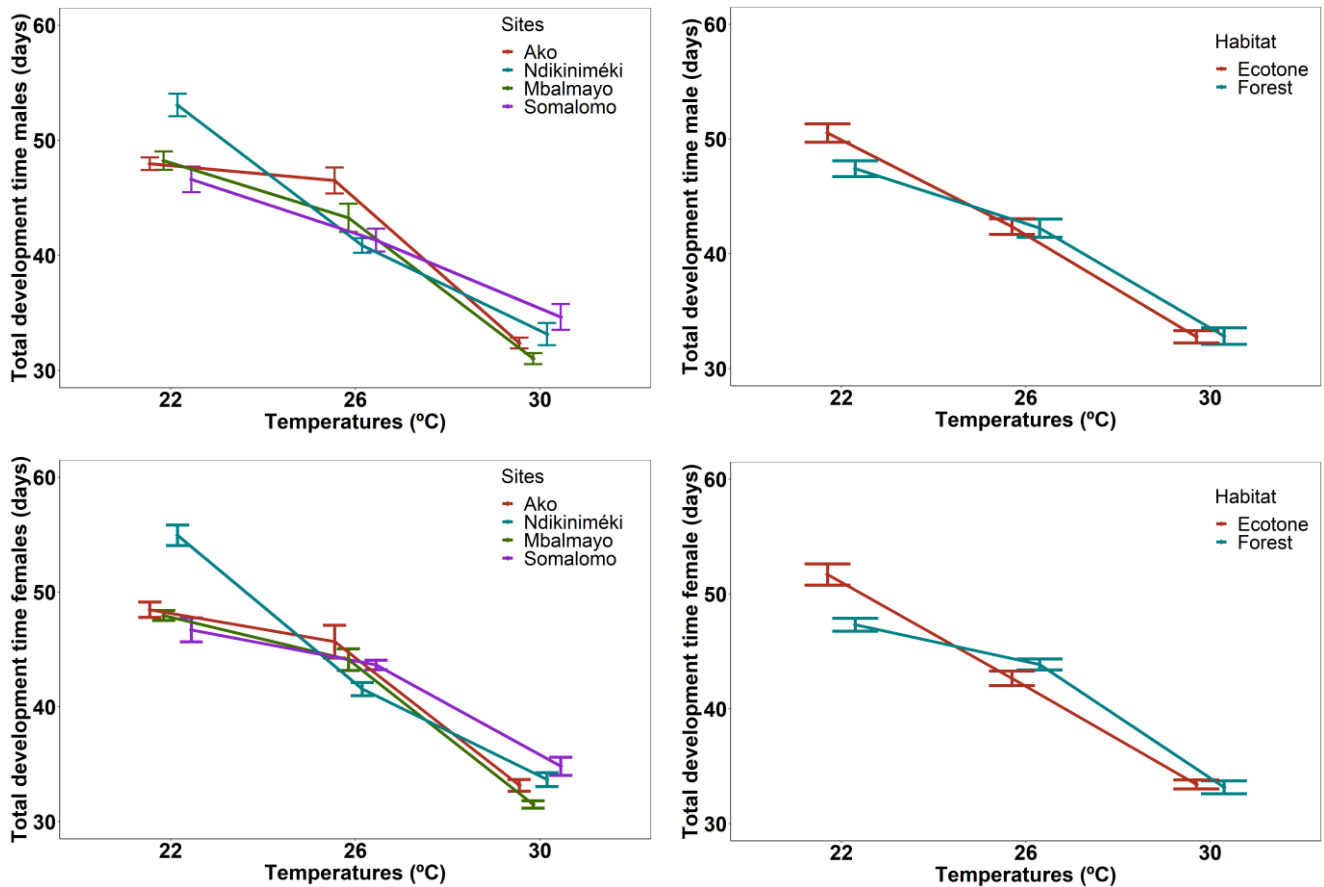 Total development time males (days)
60
50
40
30
22
26
30
Temperatures (ºC)
Sites
Ako
Ndikiniméki
Mbalmayo
Somalomo
Total development time male (days)
60
50
40
30
22
26
30
Temperatures (ºC)
Habitat
Ecotone
Forest
Total development time females (days)
60
50
40
30
22
26
30
Temperatures (ºC)
Sites
Ako
Ndikiniméki
Mbalmayo
Somalomo
Total development time female (days)
60
50
40
30
22
26
30
Temperatures (ºC)
Habitat
Ecotone
Forest